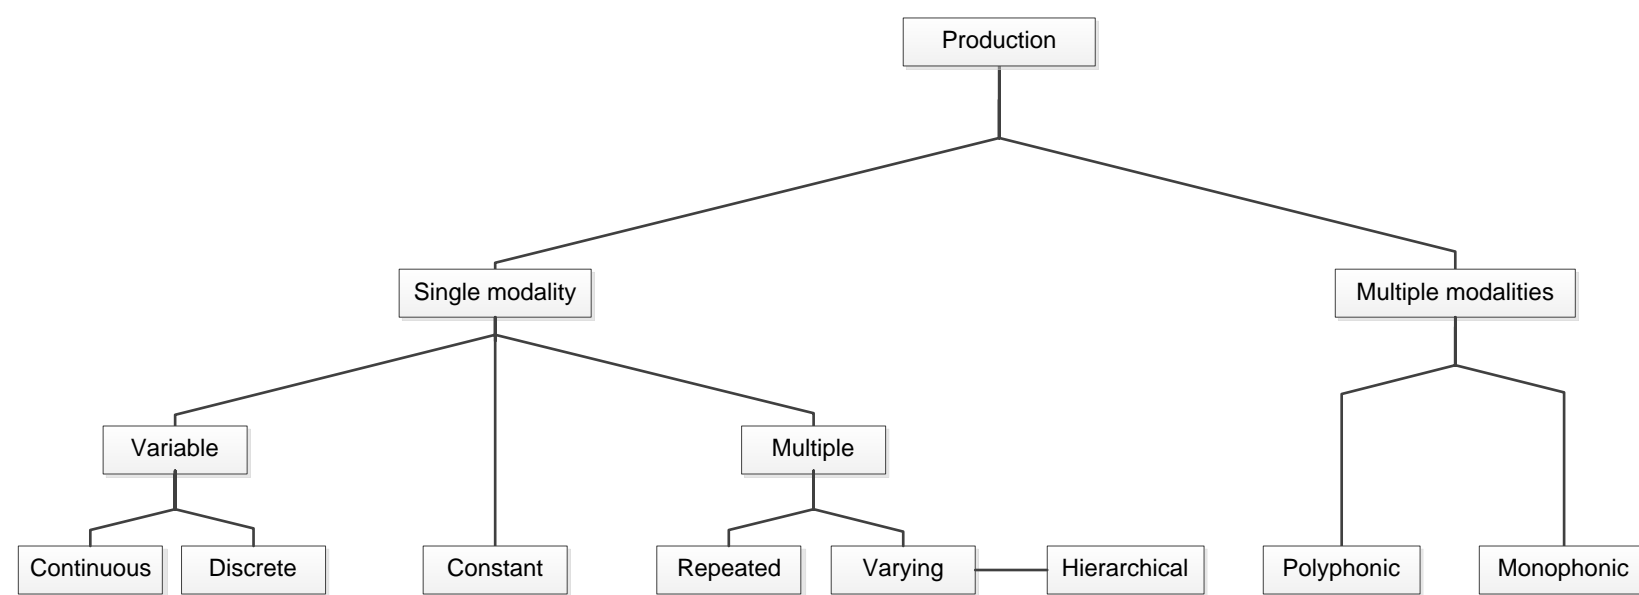 Production
Single modality
Multiple modalities
Variable
Multiple
Continuous
Discrete
Constant
Repeated
Varying
Hierarchical
Polyphonic
Monophonic